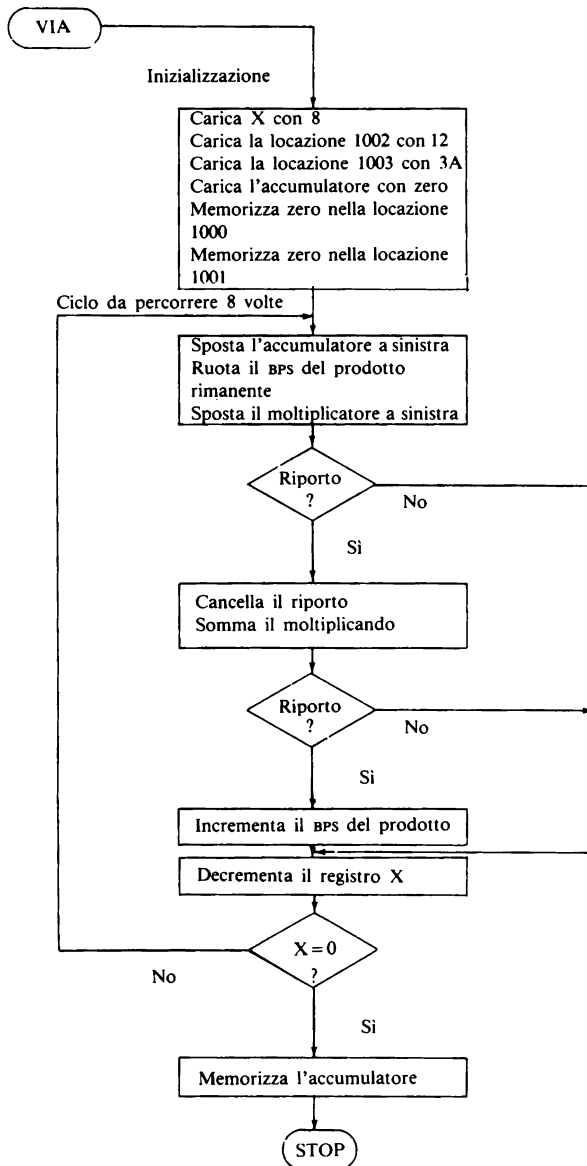 VIA
Inizializzazione
Carica X con 8
Carica la locazione 1002 con 12
Carica la locazione 1003 con 3A
Carica l'accumulatore con zero
Memorizza zero nella locazione
1000
Memorizza zero nella locazione
1001
Ciclo da percorrere 8 volte
Sposta l'accumulatore a sinistra
Ruota il BPS del prodotto
rimanente
Sposta il moltiplicatore a sinistra
Riporto
?
No
Sì
Cancella il riporto
Somma il moltiplicando
Riporto
?
No
Sì
Incrementa il BPS del prodotto
Decrementa il registro X
X=0
?
No
Sì
Memorizza l'accumulatore
STOP